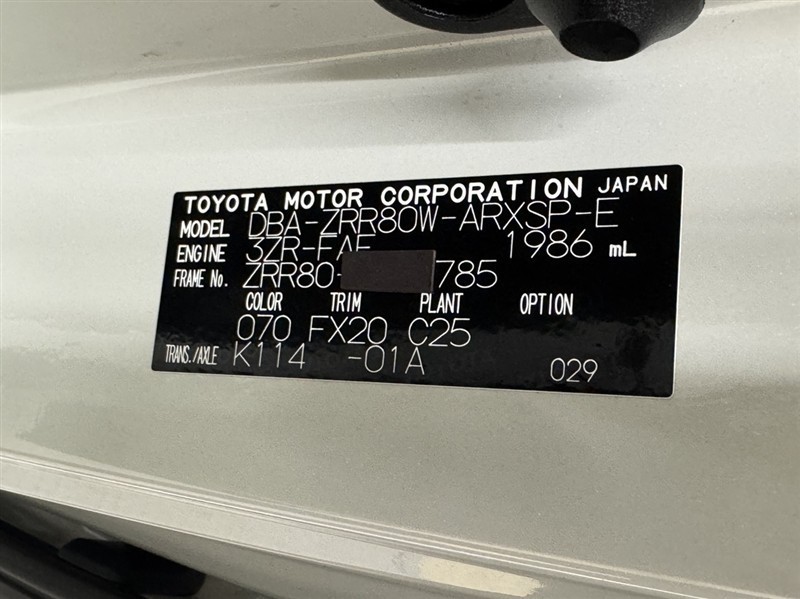 TOYOTA MOTOR CORPORATION JAPAN
MODEL DBA-ZRR80W-ARXSP-E
ENGINE 3ZR-FAE 1986 mL
FRAME No. ZRR80- 785
COLOR TRIM PLANT OPTION
070 FX20 C25
TRANS./AXLE K114 -01A 029